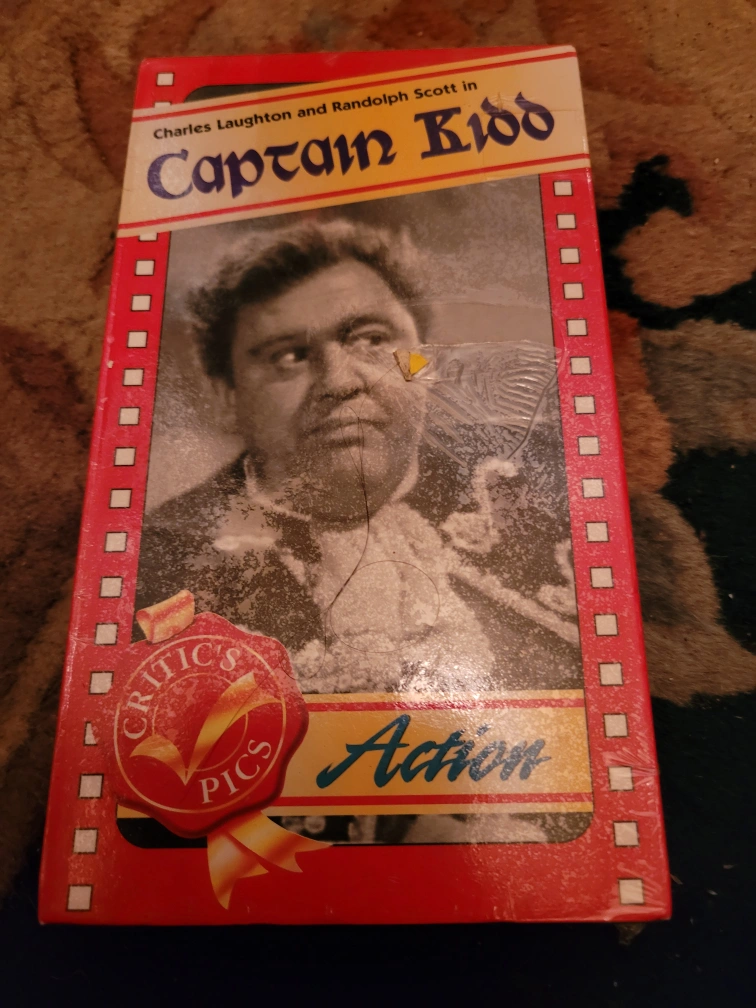 Charles Laughton and Randolph Scott in
Captain Kidd
CRITIC'S
PICS
Action